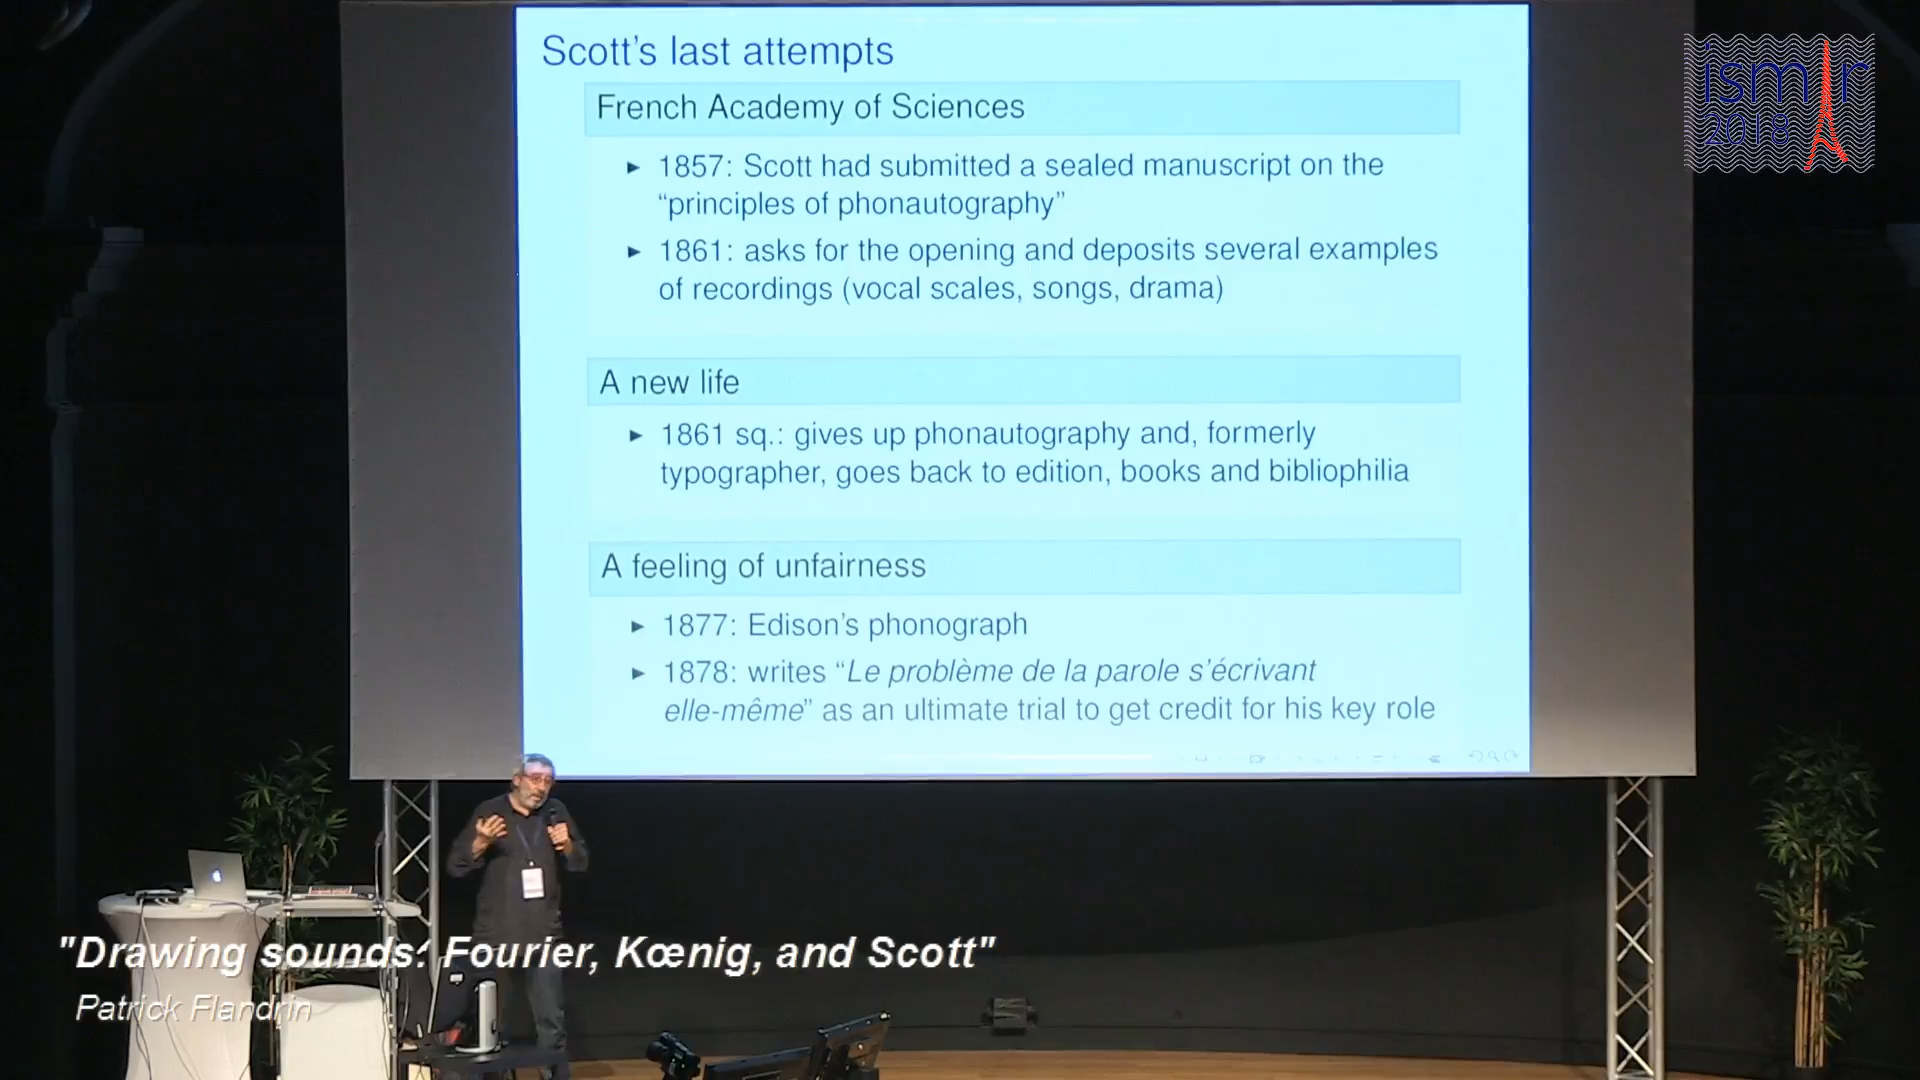 Scott's last attempts
French Academy of Sciences
► 1857: Scott had submitted a sealed manuscript on the
“principles of phonautography”
► 1861: asks for the opening and deposits several examples
of recordings (vocal scales, songs, drama)
A new life
► 1861 sq.: gives up phonautography and, formerly
typographer, goes back to edition, books and bibliophilia
A feeling of unfairness
► 1877: Edison's phonograph
► 1878: writes “Le problème de la parole s'écrivant
elle-même” as an ultimate trial to get credit for his key role
ismir
2018
"Drawing sounds: Fourier, Kœnig, and Scott"
Patrick Flandrin